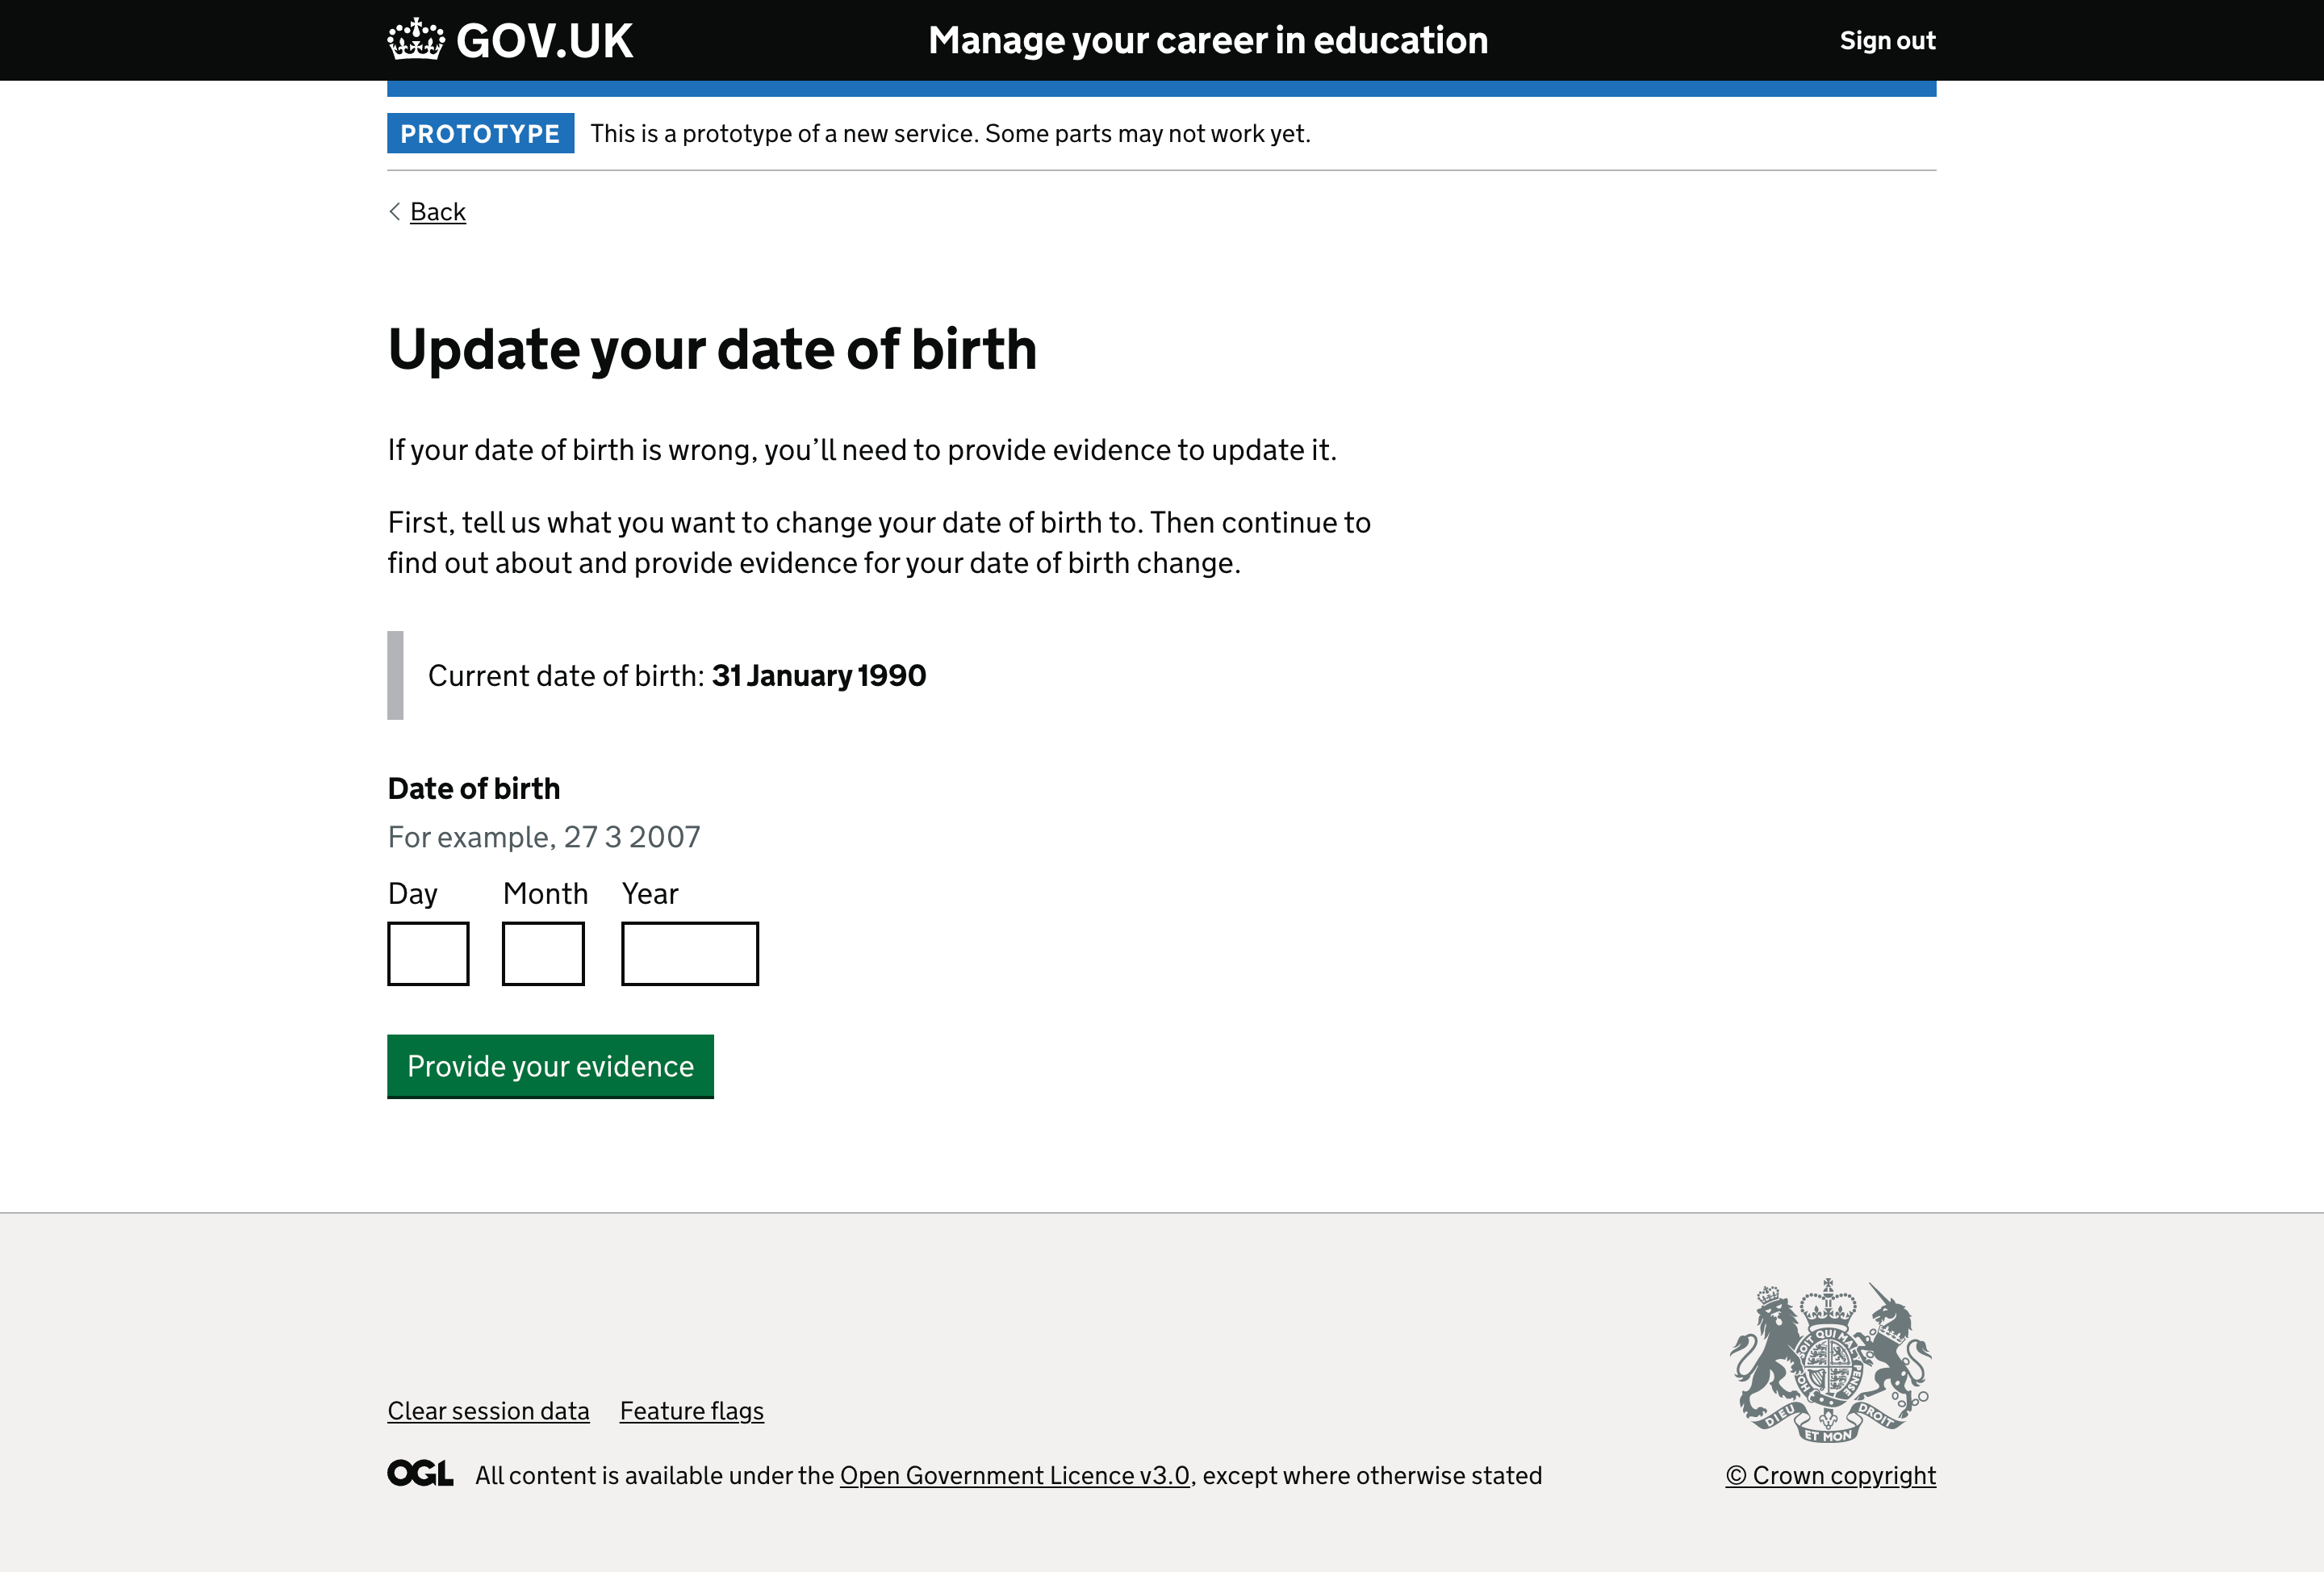 GOV.UK
Manage your career in education
Sign out
PROTOTYPE This is a prototype of a new service. Some parts may not work yet.
Back
Update your date of birth
If your date of birth is wrong, you’ll need to provide evidence to update it.
First, tell us what you want to change your date of birth to. Then continue to
find out about and provide evidence for your date of birth change.
Current date of birth: 31 January 1990
Date of birth
For example, 27 3 2007
Day Month Year
Provide your evidence
Clear session data Feature flags
DIEU ET MON DROIT
OGL All content is available under the Open Government Licence v3.0, except where otherwise stated
© Crown copyright